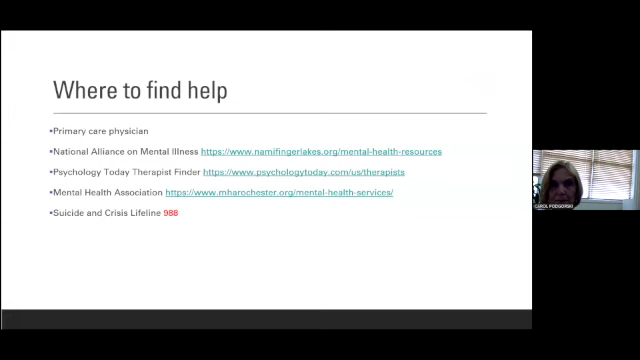 Where to find help
▪Primary care physician
▪National Alliance on Mental Illness https://www.namifingerlakes.org/mental-health-resources
▪Psychology Today Therapist Finder https://www.psychologytoday.com/us/therapists
▪Mental Health Association https://www.mharochester.org/mental-health-services/
▪Suicide and Crisis Lifeline 988
CAROL PODGORSKI